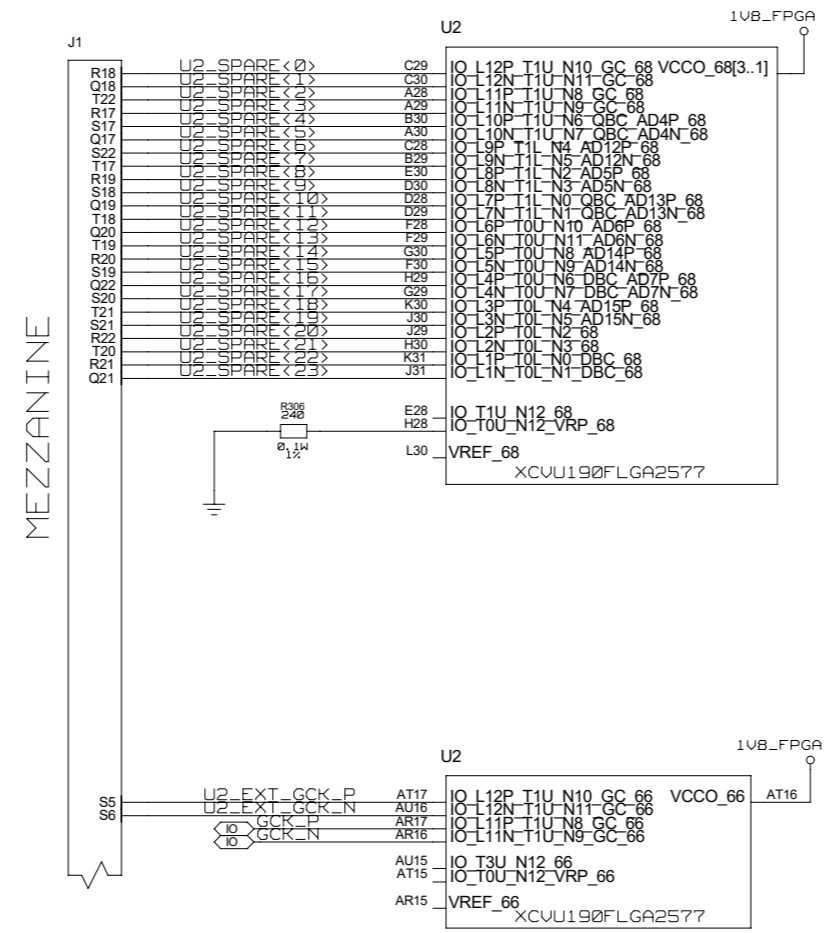 1V8_FPGA
U2
J1
R18 U2_SPARE<0> C29 IO_L12P_T1U_N10_GC_68 VCCO_68[3..1]
Q18 U2_SPARE<1> C30 IO_L12N_T1U_N11_GC_68
T22 U2_SPARE<2> A28 IO_L11P_T1U_N8_GC_68
R17 U2_SPARE<3> A29 IO_L11N_T1U_N9_GC_68
S17 U2_SPARE<4> B30 IO_L10P_T1U_N6_QBC_AD4P_68
Q17 U2_SPARE<5> A30 IO_L10N_T1U_N7_QBC_AD4N_68
S22 U2_SPARE<6> C28 IO_L9P_T1L_N4_AD12P_68
T17 U2_SPARE<7> B29 IO_L9N_T1L_N5_AD12N_68
R19 U2_SPARE<8> E30 IO_L8P_T1L_N2_AD5P_68
S18 U2_SPARE<9> D30 IO_L8N_T1L_N3_AD5N_68
Q19 U2_SPARE<10> D28 IO_L7P_T1L_N0_QBC_AD13P_68
T18 U2_SPARE<11> D29 IO_L7N_T1L_N1_QBC_AD13N_68
Q20 U2_SPARE<12> F28 IO_L6P_T0U_N10_AD6P_68
T19 U2_SPARE<13> F29 IO_L6N_T0U_N11_AD6N_68
R20 U2_SPARE<14> G30 IO_L5P_T0U_N8_AD14P_68
S19 U2_SPARE<15> F30 IO_L5N_T0U_N9_AD14N_68
Q22 U2_SPARE<16> H29 IO_L4P_T0U_N6_DBC_AD7P_68
S20 U2_SPARE<17> G29 IO_L4N_T0U_N7_DBC_AD7N_68
T21 U2_SPARE<18> K30 IO_L3P_T0L_N4_AD15P_68
S21 U2_SPARE<19> J30 IO_L3N_T0L_N5_AD15N_68
R22 U2_SPARE<20> J29 IO_L2P_T0L_N2_68
T20 U2_SPARE<21> H30 IO_L2N_T0L_N3_68
R21 U2_SPARE<22> K31 IO_L1P_T0L_N0_DBC_68
Q21 U2_SPARE<23> J31 IO_L1N_T0L_N1_DBC_68
MEZZANINE
R306
240
0.1W
1%
E28 IO_T1U_N12_68
H28 IO_T0U_N12_VRP_68
L30 VREF_68
XCVU190FLGA2577
1V8_FPGA
U2
S5 U2_EXT_GCK_P AT17 IO_L12P_T1U_N10_GC_66 VCCO_66 AT16
S6 U2_EXT_GCK_N AU16 IO_L12N_T1U_N11_GC_66
IO GCK_P AR17 IO_L11P_T1U_N8_GC_66
IO GCK_N AR16 IO_L11N_T1U_N9_GC_66
AU15 IO_T3U_N12_66
AT15 IO_T0U_N12_VRP_66
AR15 VREF_66
XCVU190FLGA2577